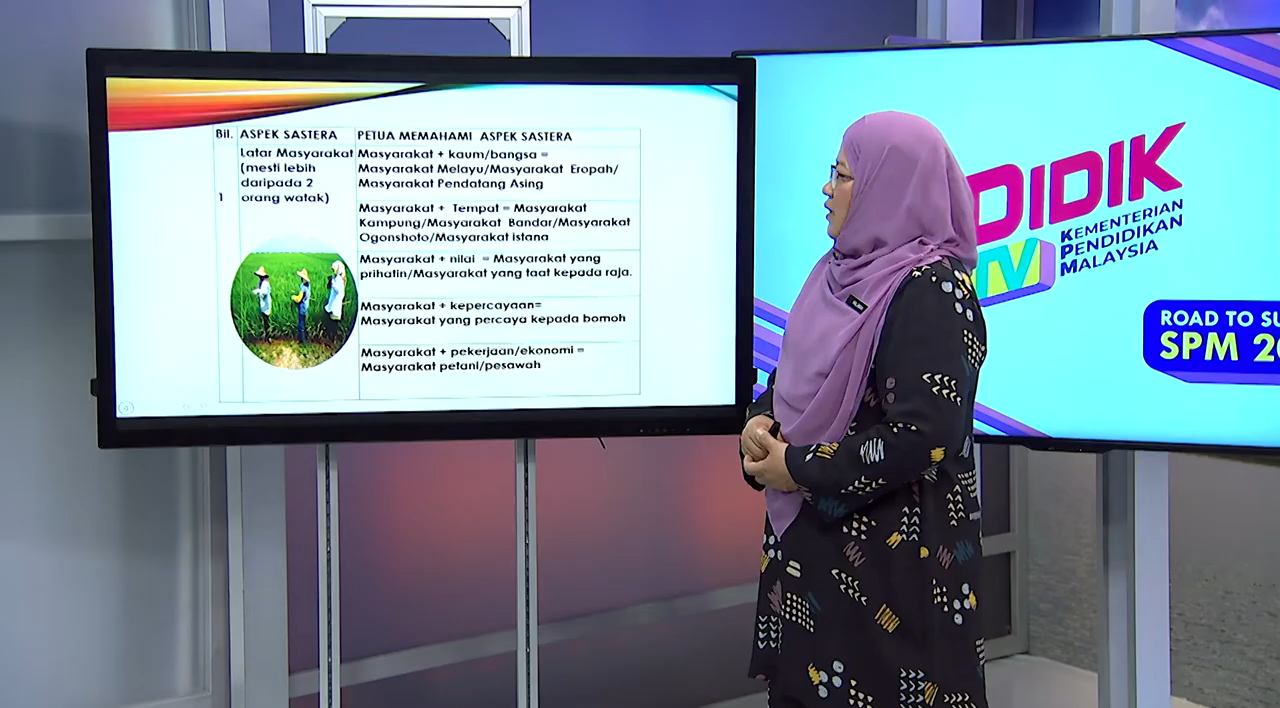 Bil. ASPEK SASTERA PETUA MEMAHAMI ASPEK SASTERA
1
Latar Masyarakat
(mesti lebih
daripada 2
orang watak)
Masyarakat + kaum/bangsa =
Masyarakat Melayu/Masyarakat Eropah/
Masyarakat Pendatang Asing
Masyarakat + Tempat = Masyarakat
Kampung/Masyarakat Bandar/Masyarakat
Ogonshoto/Masyarakat istana
Masyarakat + nilai = Masyarakat yang
prihatin/Masyarakat yang taat kepada raja.
Masyarakat + kepercayaan=
Masyarakat yang percaya kepada bomoh
Masyarakat + pekerjaan/ekonomi =
Masyarakat petani/pesawah
DIDIK
TV
KEMENTERIAN
PENDIDIKAN
MALAYSIA
ROAD TO SU
SPM 20